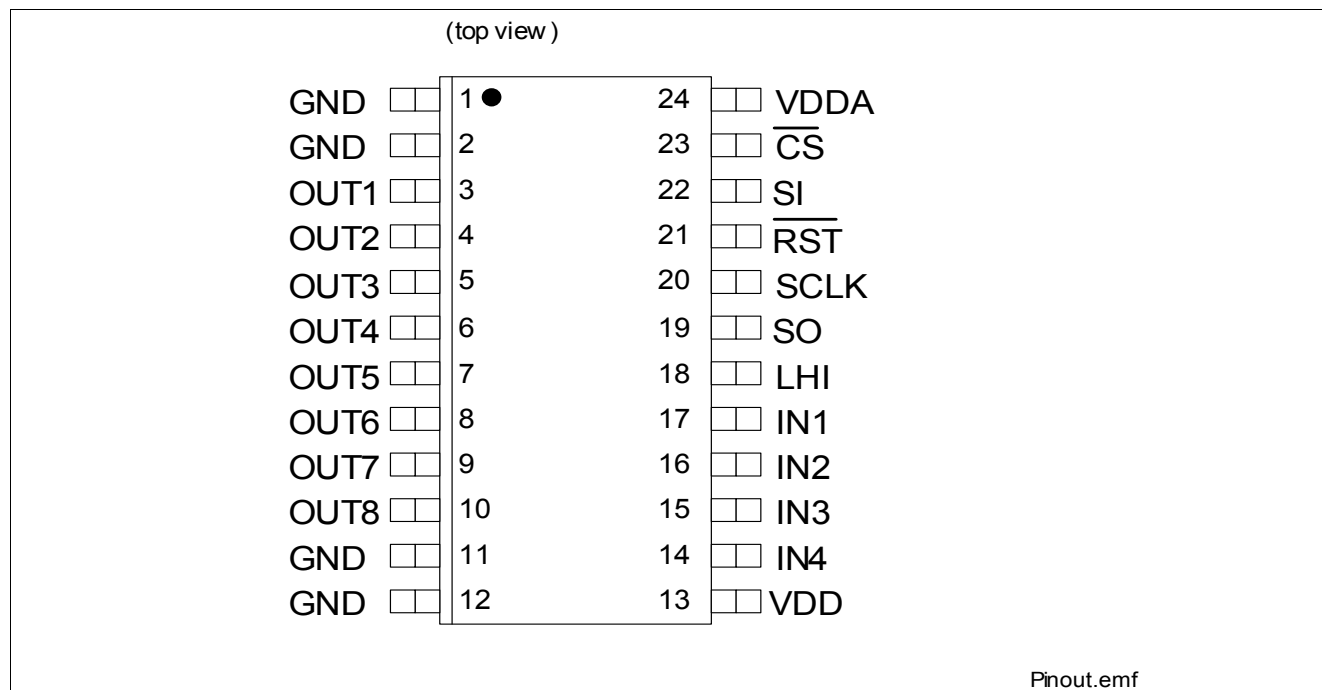 (top view)
GND 1 24 VDDA
GND 2 23 C̅S̅
OUT1 3 22 SI
OUT2 4 21 R̅S̅T̅
OUT3 5 20 SCLK
OUT4 6 19 SO
OUT5 7 18 LHI
OUT6 8 17 IN1
OUT7 9 16 IN2
OUT8 10 15 IN3
GND 11 14 IN4
GND 12 13 VDD
Pinout.emf